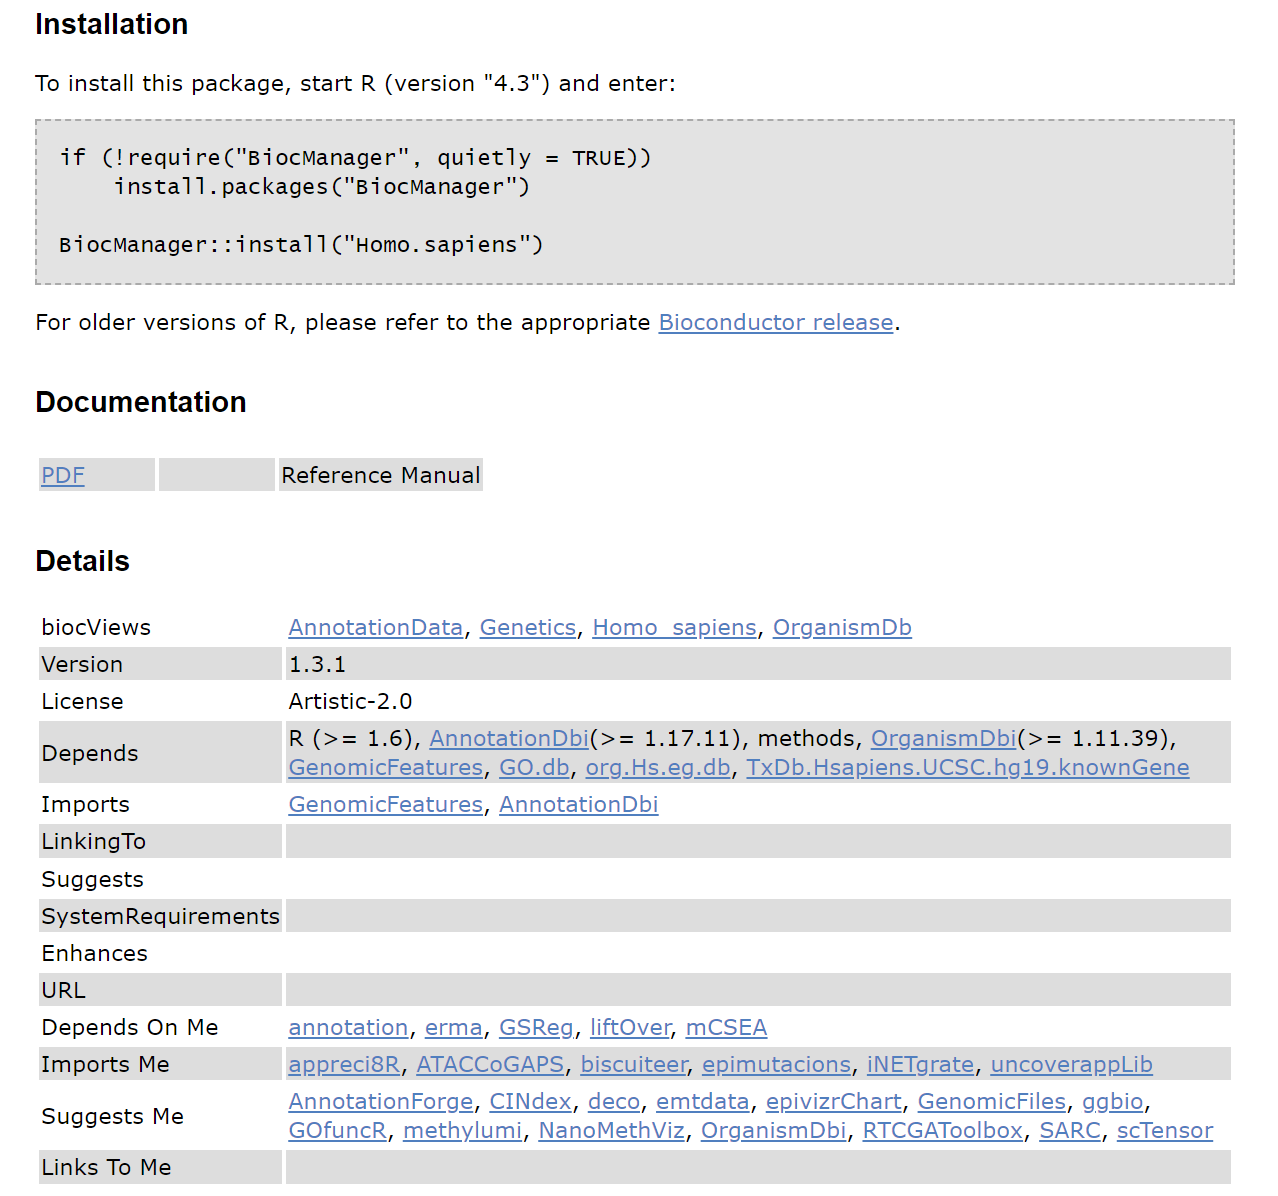 Installation
To install this package, start R (version "4.3") and enter:
if (!require("BiocManager", quietly = TRUE))
    install.packages("BiocManager")
BiocManager::install("Homo.sapiens")
For older versions of R, please refer to the appropriate Bioconductor release.
Documentation
PDF Reference Manual
Details
biocViews AnnotationData, Genetics, Homo_sapiens, OrganismDb
Version 1.3.1
License Artistic-2.0
Depends R (>= 1.6), AnnotationDbi(>= 1.17.11), methods, OrganismDbi(>= 1.11.39),
GenomicFeatures, GO.db, org.Hs.eg.db, TxDb.Hsapiens.UCSC.hg19.knownGene
Imports GenomicFeatures, AnnotationDbi
LinkingTo
Suggests
SystemRequirements
Enhances
URL
Depends On Me annotation, erma, GSReg, liftOver, mCSEA
Imports Me appreci8R, ATACCoGAPS, biscuiteer, epimutacions, iNETgrate, uncoverappLib
Suggests Me AnnotationForge, CINdex, deco, emtdata, epivizrChart, GenomicFiles, ggbio,
GOfuncR, methylumi, NanoMethViz, OrganismDbi, RTCGAToolbox, SARC, scTensor
Links To Me